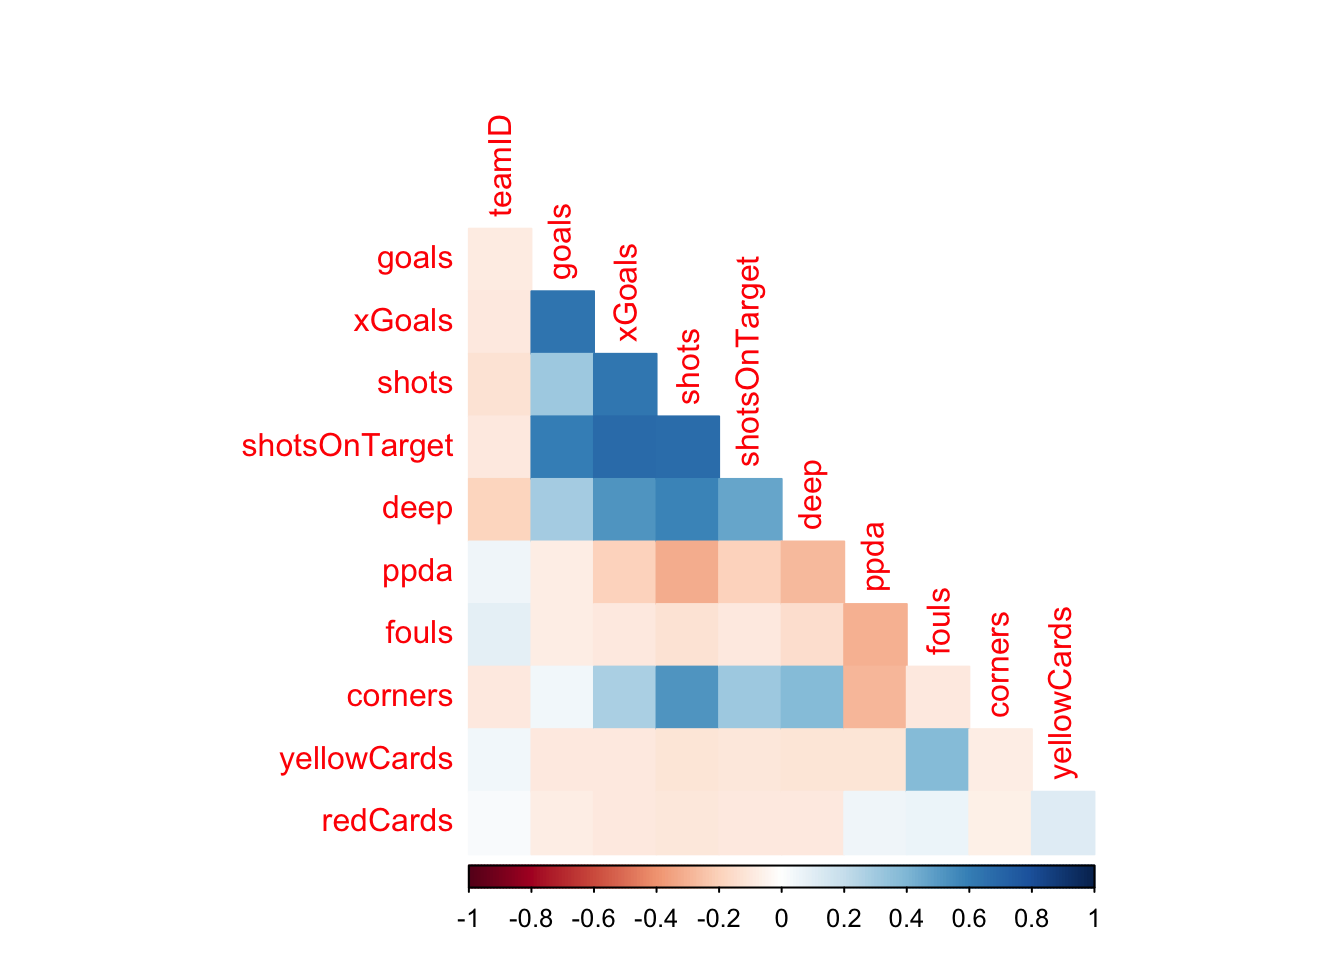 teamID
goals
xGoals
shots
shotsOnTarget
deep
ppda
fouls
corners
yellowCards
goals
xGoals
shots
shotsOnTarget
deep
ppda
fouls
corners
yellowCards
redCards
-1 -0.8 -0.6 -0.4 -0.2 0 0.2 0.4 0.6 0.8 1